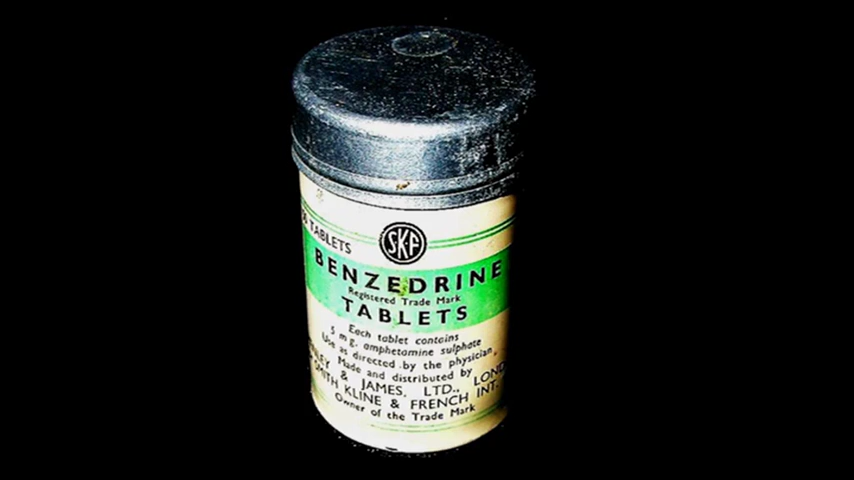 TABLETS
SKF
BENZEDRINE
Registered Trade Mark
TABLETS
Each tablet contains
5 mg. amphetamine sulphate
Use as directed by the physician
Made and distributed by
& JAMES, LTD.,
SMITH KLINE & FRENCH INT.
Owner of the Trade Mark